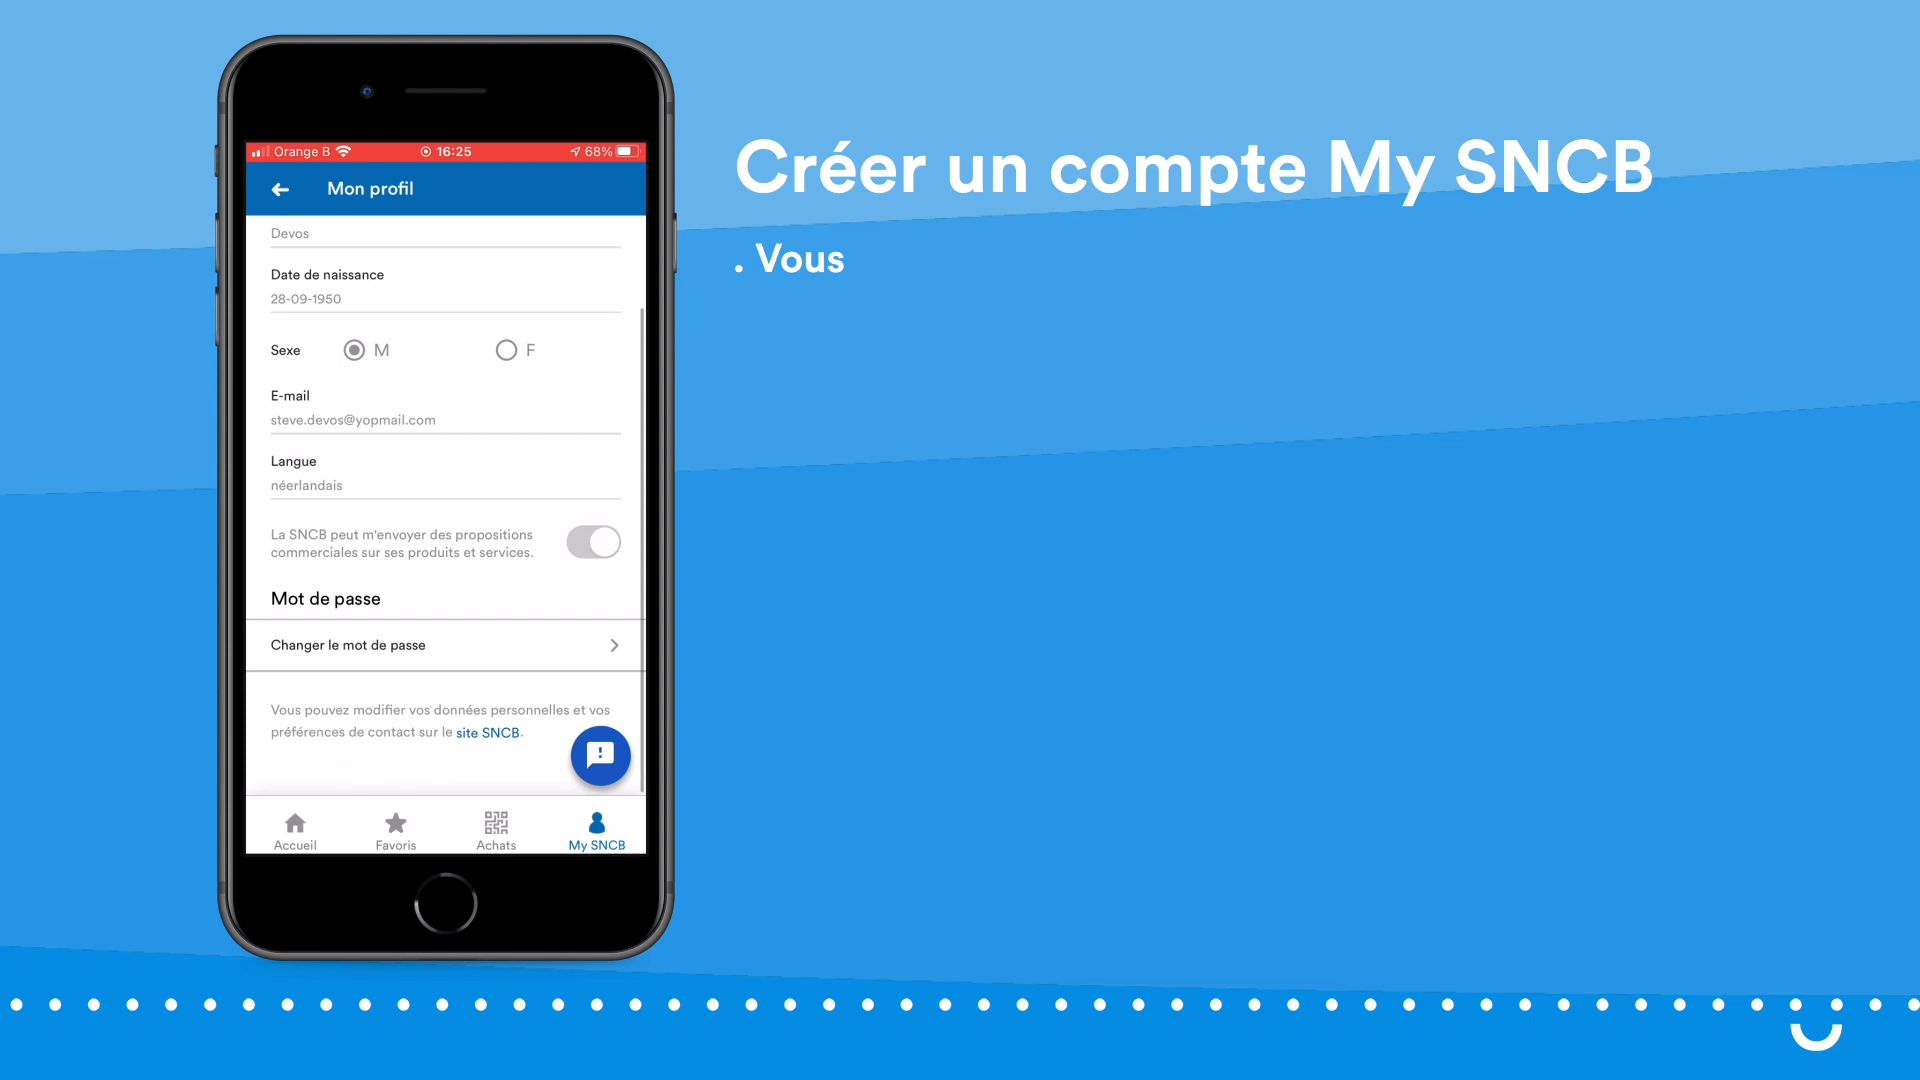 Orange B 16:25 68%
Mon profil
Devos
Date de naissance
28-09-1950
Sexe M F
E-mail
steve.devos@yopmail.com
Langue
néerlandais
La SNCB peut m'envoyer des propositions
commerciales sur ses produits et services.
Mot de passe
Changer le mot de passe
Vous pouvez modifier vos données personnelles et vos
préférences de contact sur le site SNCB.
Accueil Favoris Achats My SNCB
Créer un compte My SNCB
. Vous